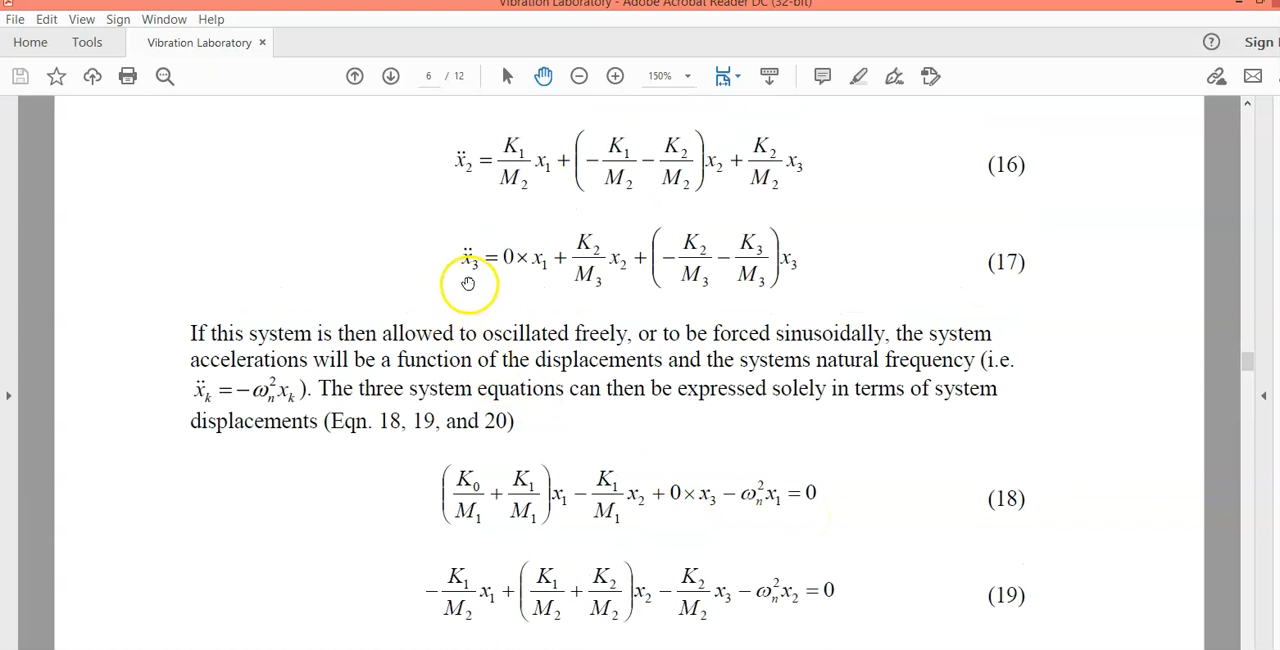 Vibration Laboratory - Adobe Acrobat Reader DC (32-bit)
File Edit View Sign Window Help
Home Tools Vibration Laboratory × Sign
6 / 12 150%
ẍ₂ = K₁/M₂ x₁ + (−K₁/M₂ − K₂/M₂) x₂ + K₂/M₂ x₃ (16)
ẍ₃ = 0 × x₁ + K₂/M₃ x₂ + (−K₂/M₃ − K₃/M₃) x₃ (17)
If this system is then allowed to oscillated freely, or to be forced sinusoidally, the system
accelerations will be a function of the displacements and the systems natural frequency (i.e.
ẍₖ = −ωₙ²xₖ ). The three system equations can then be expressed solely in terms of system
displacements (Eqn. 18, 19, and 20)
(K₀/M₁ + K₁/M₁) x₁ − K₁/M₁ x₂ + 0 × x₃ − ωₙ²x₁ = 0 (18)
−K₁/M₂ x₁ + (K₁/M₂ + K₂/M₂) x₂ − K₂/M₂ x₃ − ωₙ²x₂ = 0 (19)